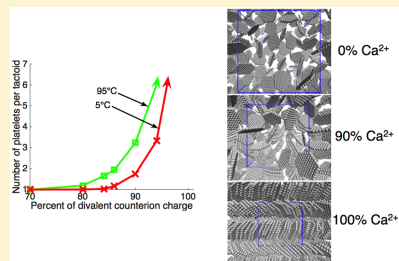 Number of platelets per lactoid
7
6
5
4
3
2
1
95°C
5°C
70
80
90
100
Percent of divalent counterion charge
0% Ca²⁺
90% Ca²⁺
100% Ca²⁺